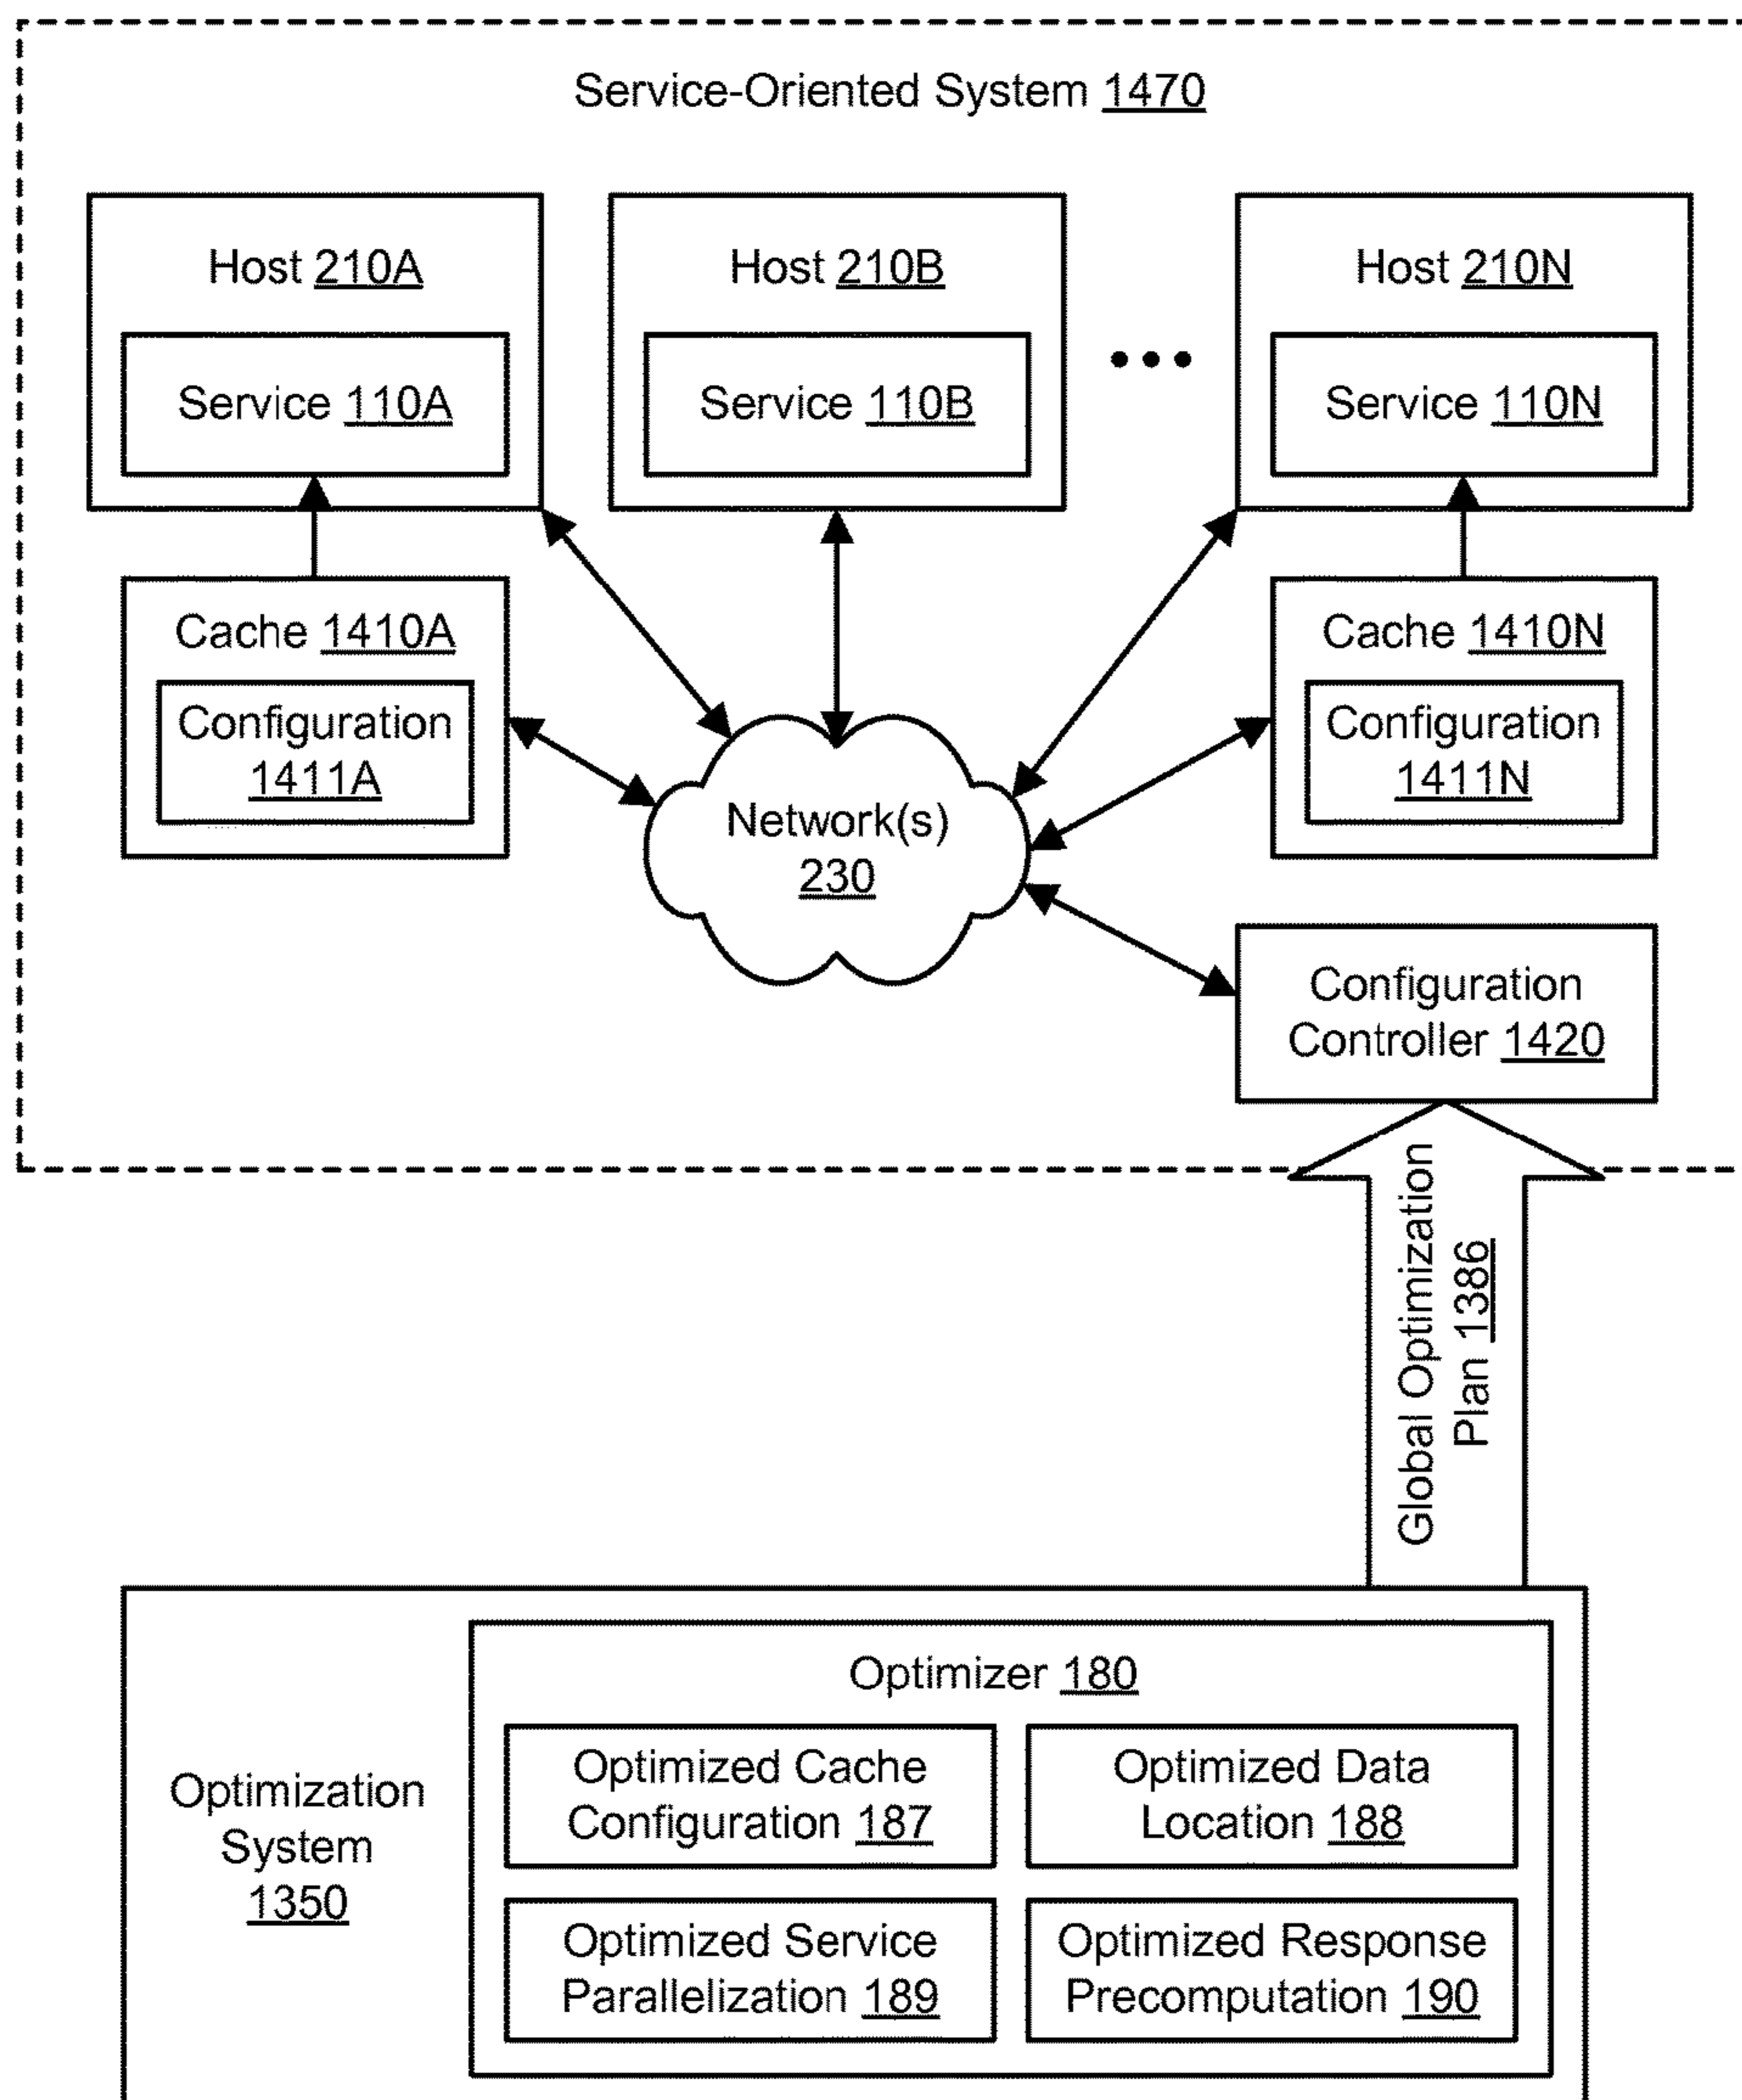 Service-Oriented System 1470
Host 210A
Service 110A
Host 210B
Service 110B
Host 210N
Service 110N
Cache 1410A
Configuration
1411A
Cache 1410N
Configuration
1411N
Network(s)
230
Configuration
Controller 1420
Global Optimization
Plan 1386
Optimization
System
1350
Optimizer 180
Optimized Cache
Configuration 187
Optimized Data
Location 188
Optimized Service
Parallelization 189
Optimized Response
Precomputation 190